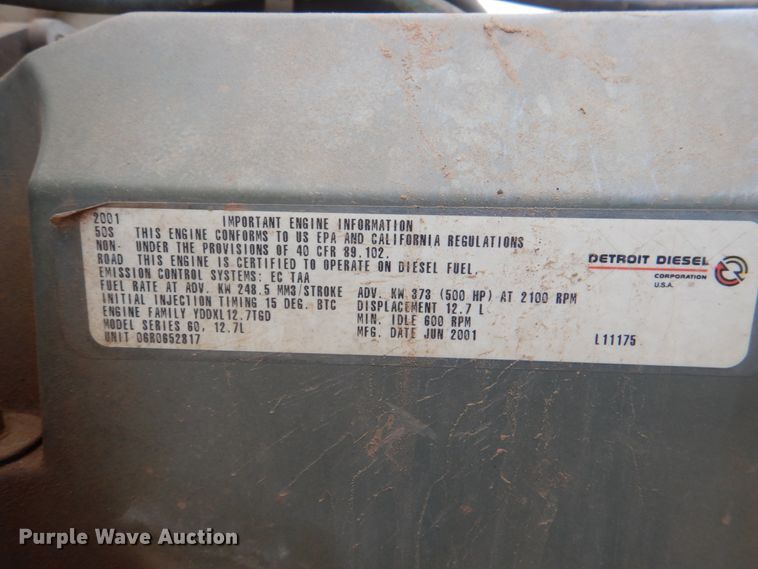 2001 IMPORTANT ENGINE INFORMATION
50S THIS ENGINE CONFORMS TO US EPA AND CALIFORNIA REGULATIONS
NON- UNDER THE PROVISIONS OF 40 CFR 89.102.
ROAD THIS ENGINE IS CERTIFIED TO OPERATE ON DIESEL FUEL.
EMISSION CONTROL SYSTEMS: EC TAA
FUEL RATE AT ADV. KW 248.5 MM3/STROKE ADV. KW 373 (500 HP) AT 2100 RPM
INITIAL INJECTION TIMING 15 DEG. BTC DISPLACEMENT 12.7 L
ENGINE FAMILY YDDXL12.7TGD MIN. IDLE 600 RPM
MODEL SERIES 60, 12.7L MFG. DATE JUN 2001
UNIT 06R0652817 L11175
DETROIT DIESEL
CORPORATION
U.S.A.
Purple Wave Auction
purplewave.com